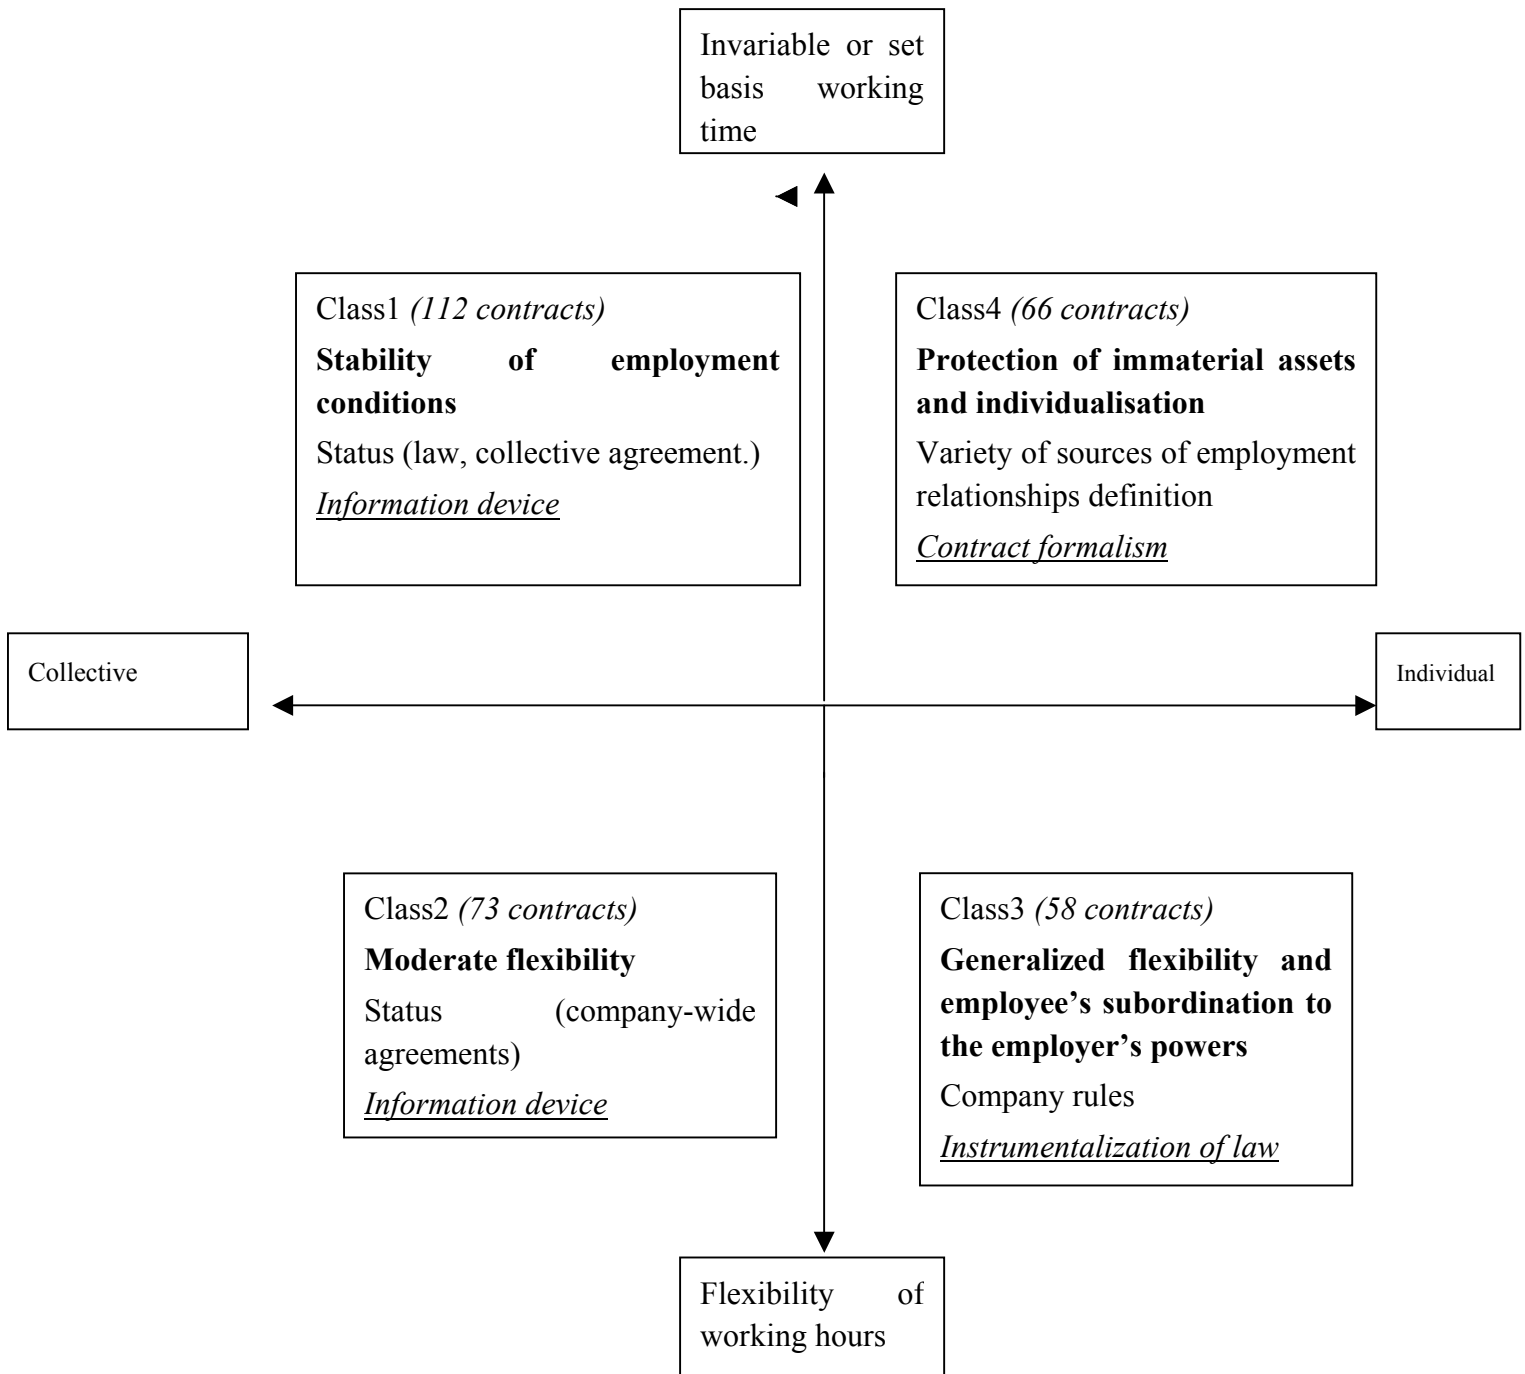 Invariable or set
basis working
time
Class1 (112 contracts)
Stability of employment
conditions
Status (law, collective agreement.)
Information device
Class4 (66 contracts)
Protection of immaterial assets
and individualisation
Variety of sources of employment
relationships definition
Contract formalism
Collective
Individual
Class2 (73 contracts)
Moderate flexibility
Status (company-wide
agreements)
Information device
Class3 (58 contracts)
Generalized flexibility and
employee’s subordination to
the employer’s powers
Company rules
Instrumentalization of law
Flexibility of
working hours